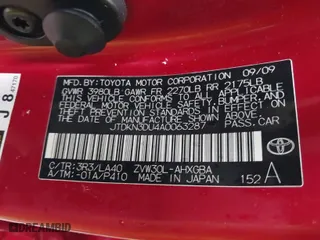 MFD.BY: TOYOTA MOTOR CORPORATION 09/09
GVWR 3980LB GAWR FR 2270LB RR 2175LB
THIS VEHICLE CONFORMS TO ALL APPLICABLE
FEDERAL MOTOR VEHICLE SAFETY, BUMPER, AND
THEFT PREVENTION STANDARDS IN EFFECT ON
THE DATE OF MANUFACTURE SHOWN ABOVE.
JTDKN3DU4A0063287 PASS.CAR
C/TR: 3R3/LA40 ZVW30L-AHXGBA
A/TM: -01A/P410 MADE IN JAPAN 152 A
TOYOTA
J 8